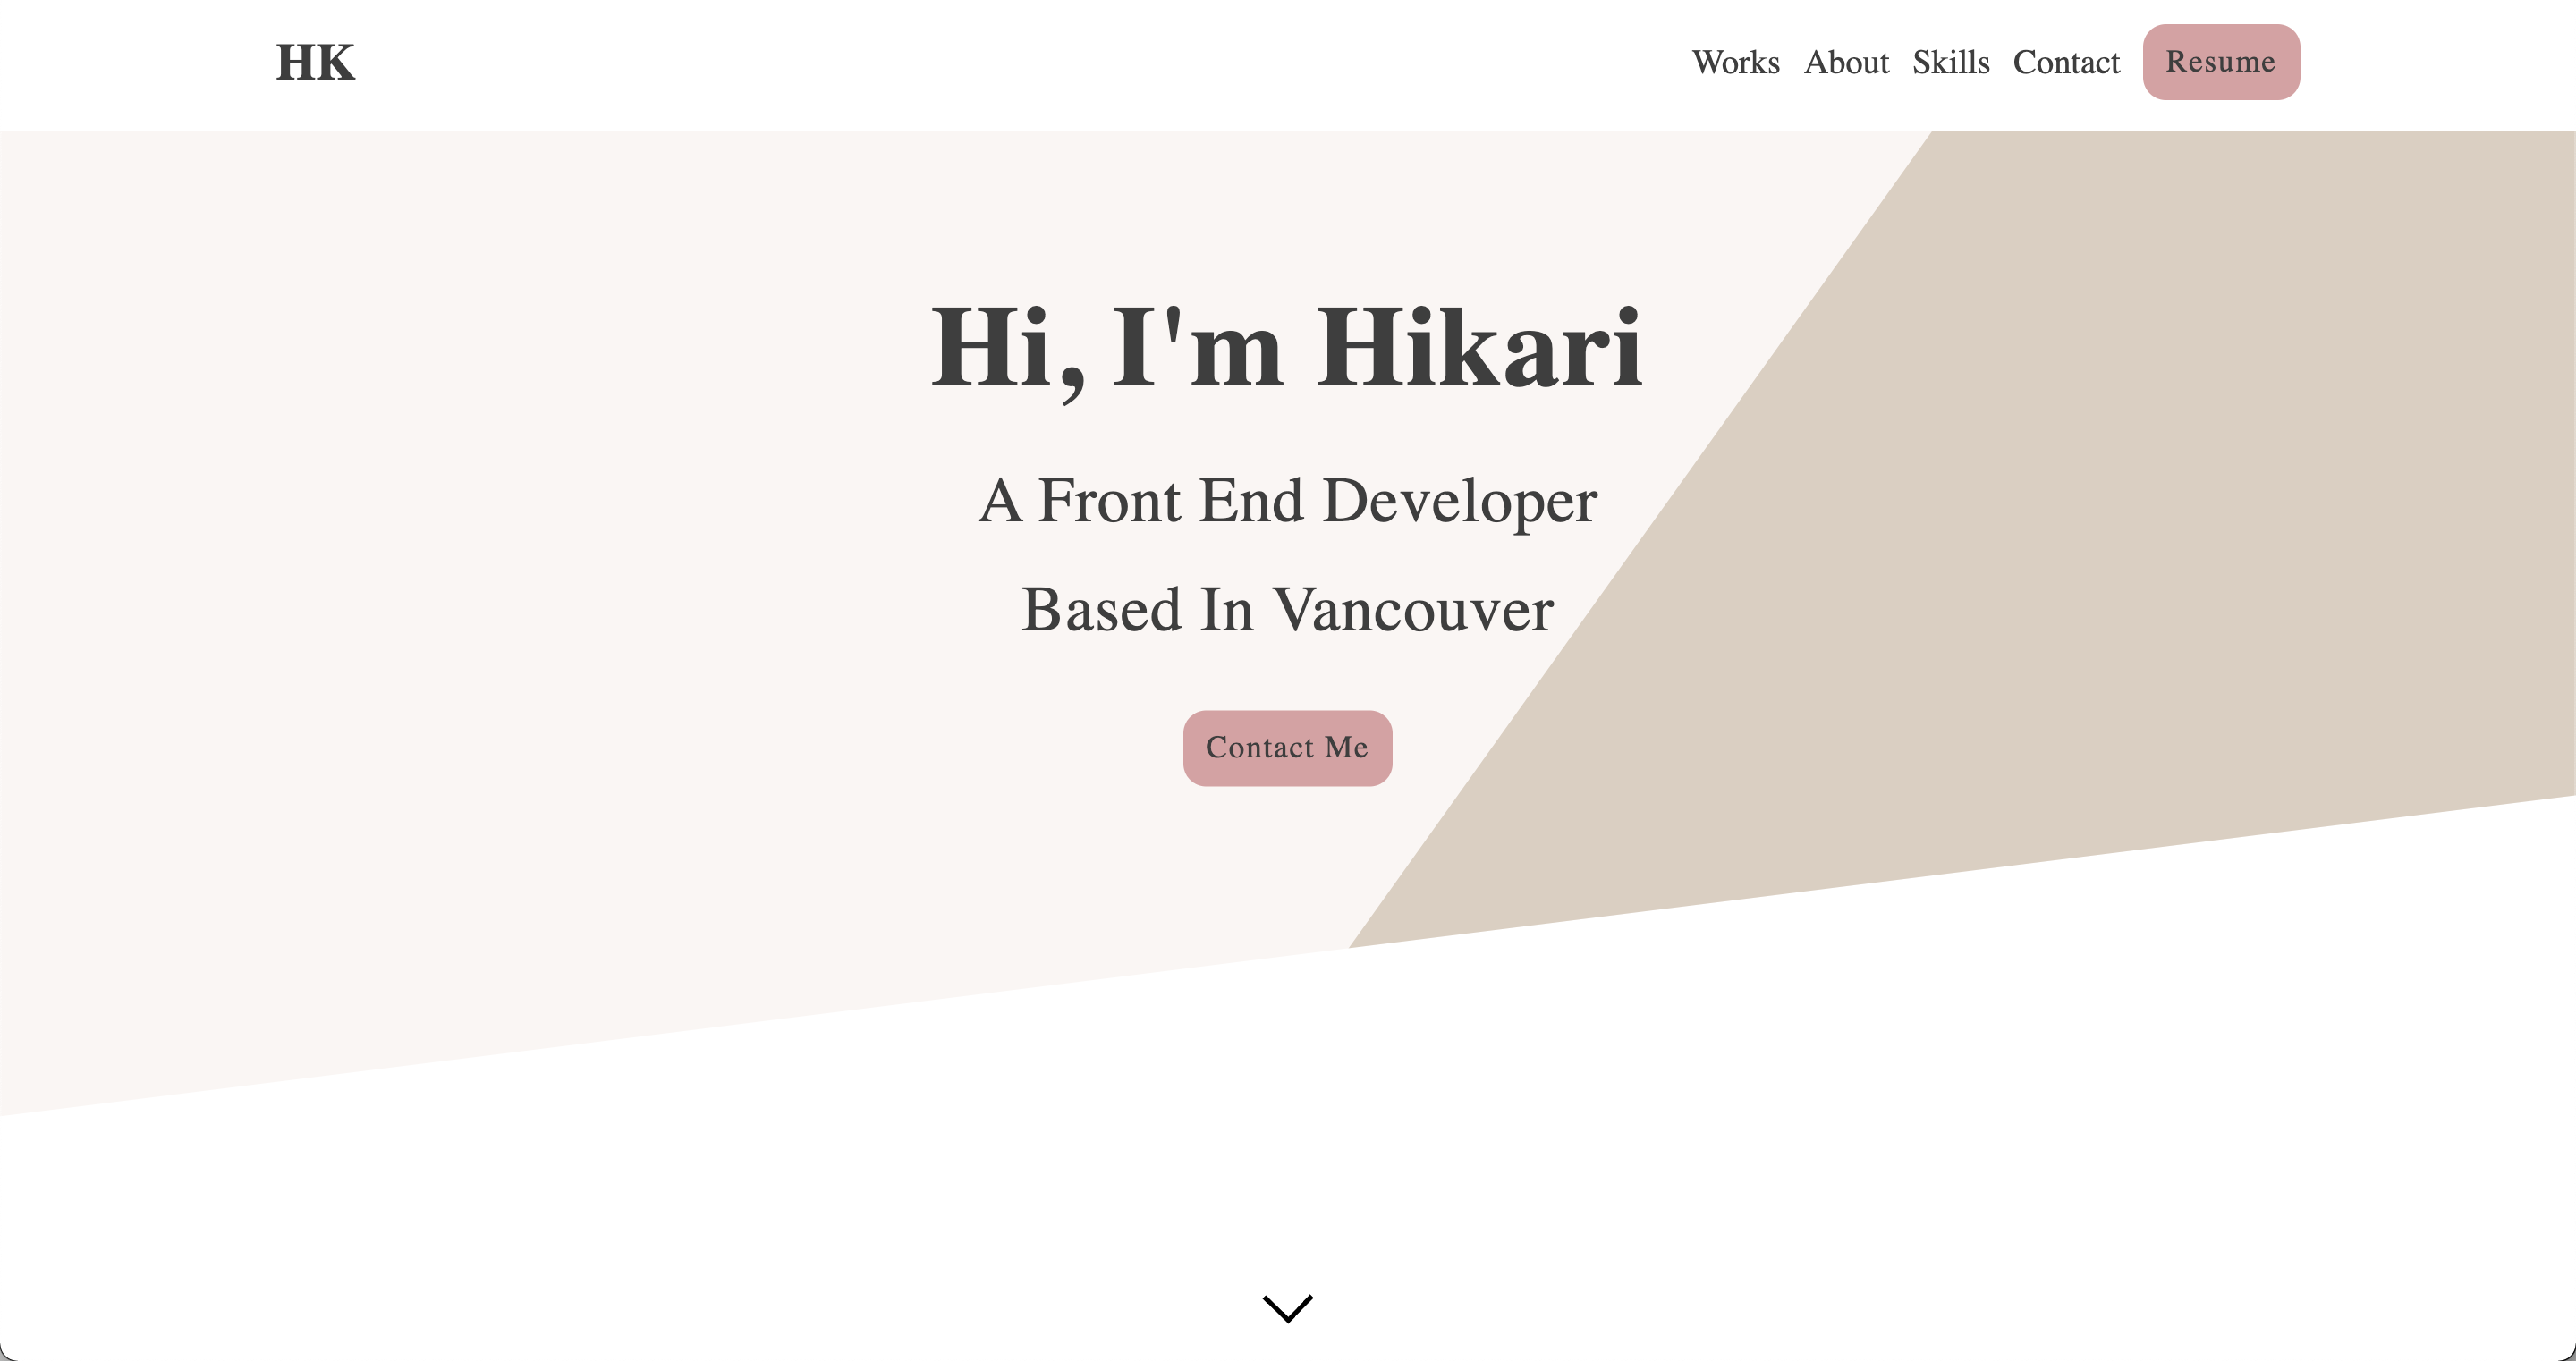 HK
Works About Skills Contact Resume
Hi, I'm Hikari
A Front End Developer
Based In Vancouver
Contact Me